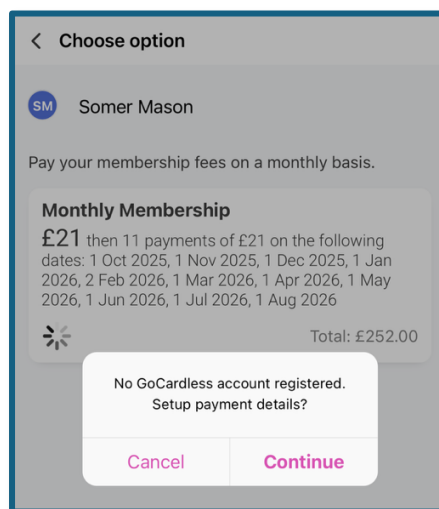 < Choose option
SM Somer Mason
Pay your membership fees on a monthly basis.
Monthly Membership
£21 then 11 payments of £21 on the following
dates: 1 Oct 2025, 1 Nov 2025, 1 Dec 2025, 1 Jan
2026, 2 Feb 2026, 1 Mar 2026, 1 Apr 2026, 1 May
2026, 1 Jun 2026, 1 Jul 2026, 1 Aug 2026
Total: £252.00
No GoCardless account registered.
Setup payment details?
Cancel Continue